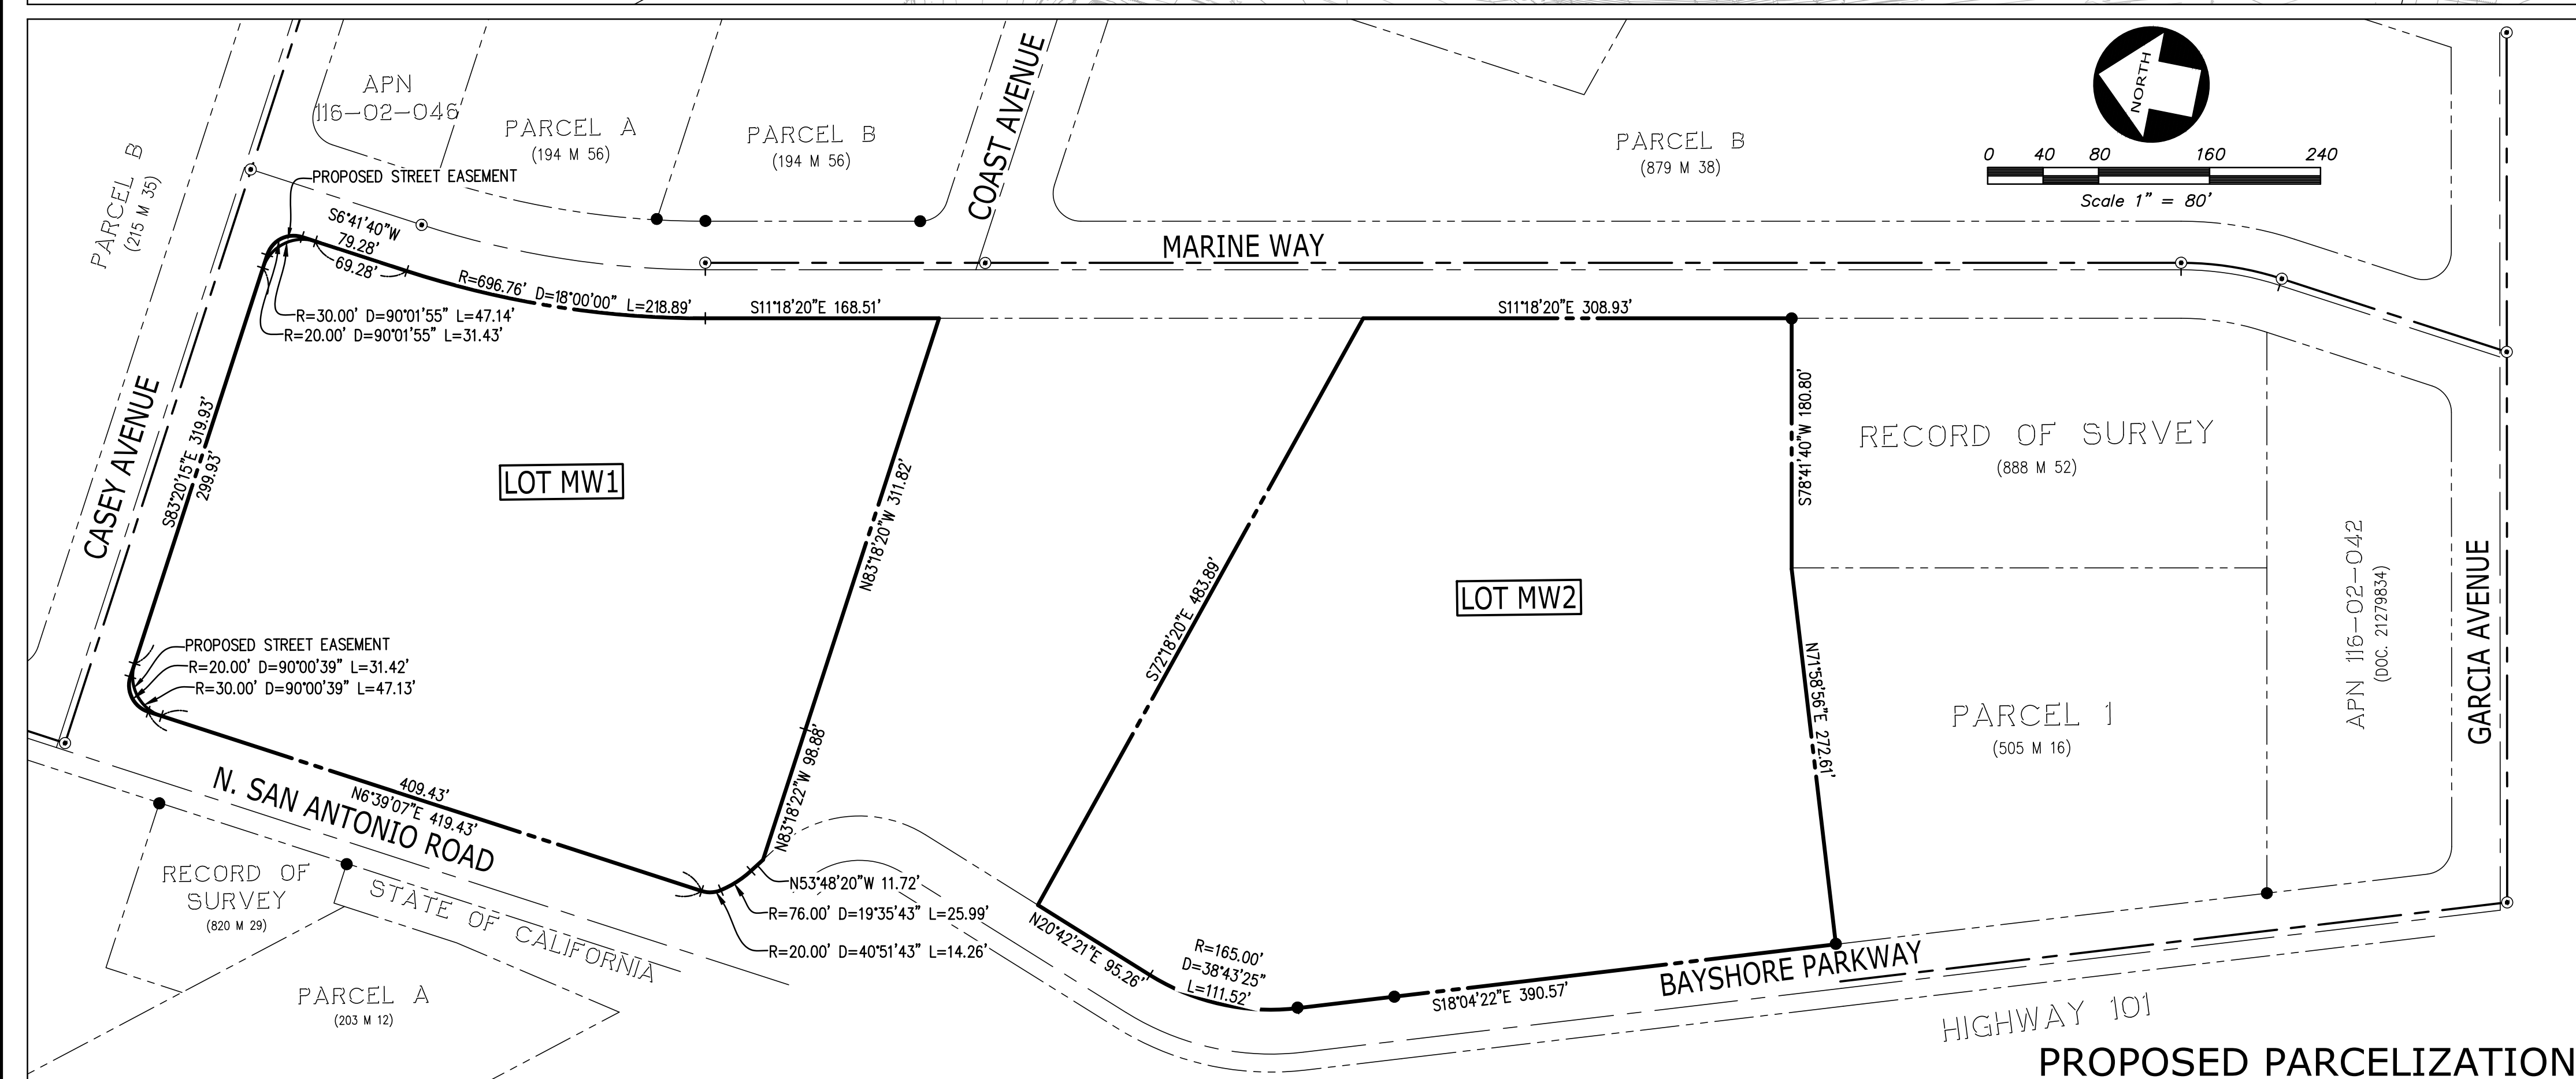 APN
116-02-046
PARCEL A
(194 M 56)
PARCEL B
(194 M 56)
COAST AVENUE
PARCEL B
(879 M 38)
NORTH
0 40 80 160 240
Scale 1" = 80'
PARCEL B
(215 M 35)
PROPOSED STREET EASEMENT
S6°41'40"W
79.28'
69.28'
R=696.76' D=18°00'00" L=218.89'
S11°18'20"E 168.51'
MARINE WAY
S11°18'20"E 308.93'
R=30.00' D=90°01'55" L=47.14'
R=20.00' D=90°01'55" L=31.43'
CASEY AVENUE
S83°20'15"E 319.93'
299.93'
LOT MW1
N83°18'20"W 311.82'
N83°18'22"W 98.88'
S72°18'20"E 483.89'
LOT MW2
S78°41'40"W 180.80'
N71°58'56"E 272.61'
RECORD OF SURVEY
(888 M 52)
PARCEL 1
(505 M 16)
APN 116-02-042
(DOC. 21279834)
GARCIA AVENUE
PROPOSED STREET EASEMENT
R=20.00' D=90°00'39" L=31.42'
R=30.00' D=90°00'39" L=47.13'
409.43'
N6°39'07"E 419.43'
N. SAN ANTONIO ROAD
RECORD OF
SURVEY
(820 M 29)
STATE OF CALIFORNIA
PARCEL A
(203 M 12)
N53°48'20"W 11.72'
R=76.00' D=19°35'43" L=25.99'
R=20.00' D=40°51'43" L=14.26'
N20°42'21"E 95.26'
R=165.00'
D=38°43'25"
L=111.52'
S18°04'22"E 390.57'
BAYSHORE PARKWAY
HIGHWAY 101
PROPOSED PARCELIZATION